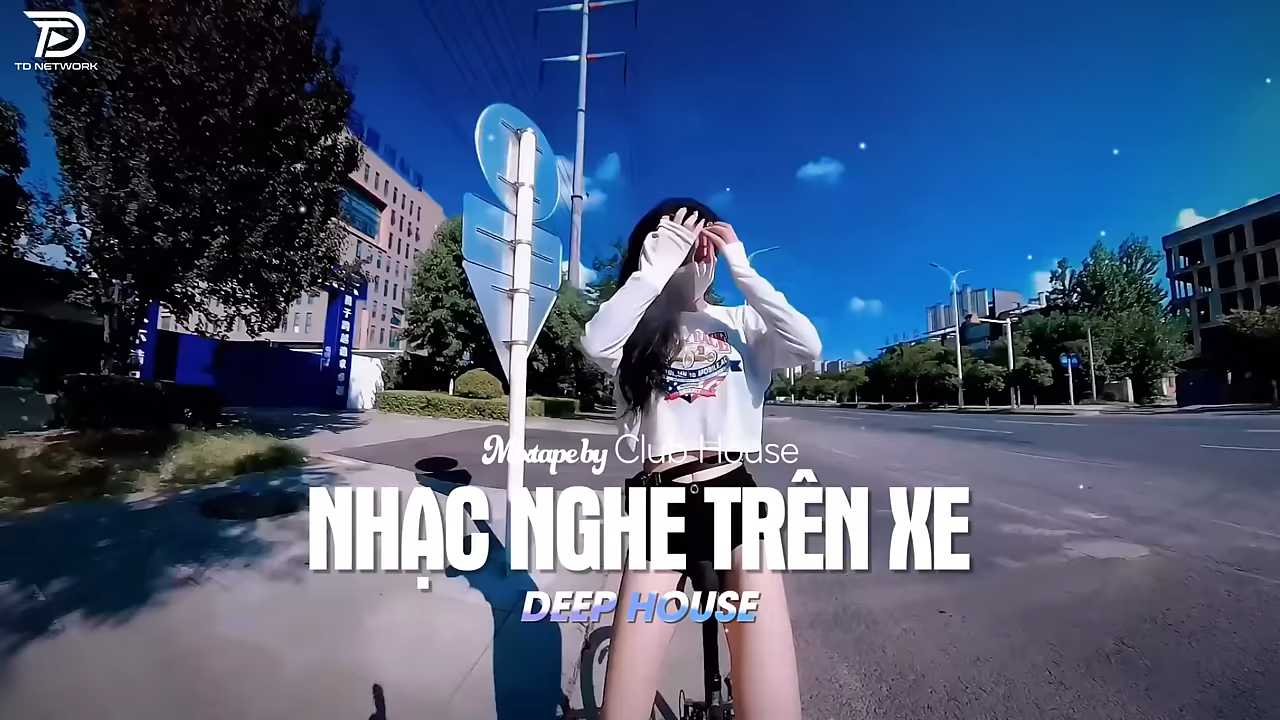 TD NETWORK
Mixtape by Club House
NHẠC NGHE TRÊN XE
DEEP HOUSE